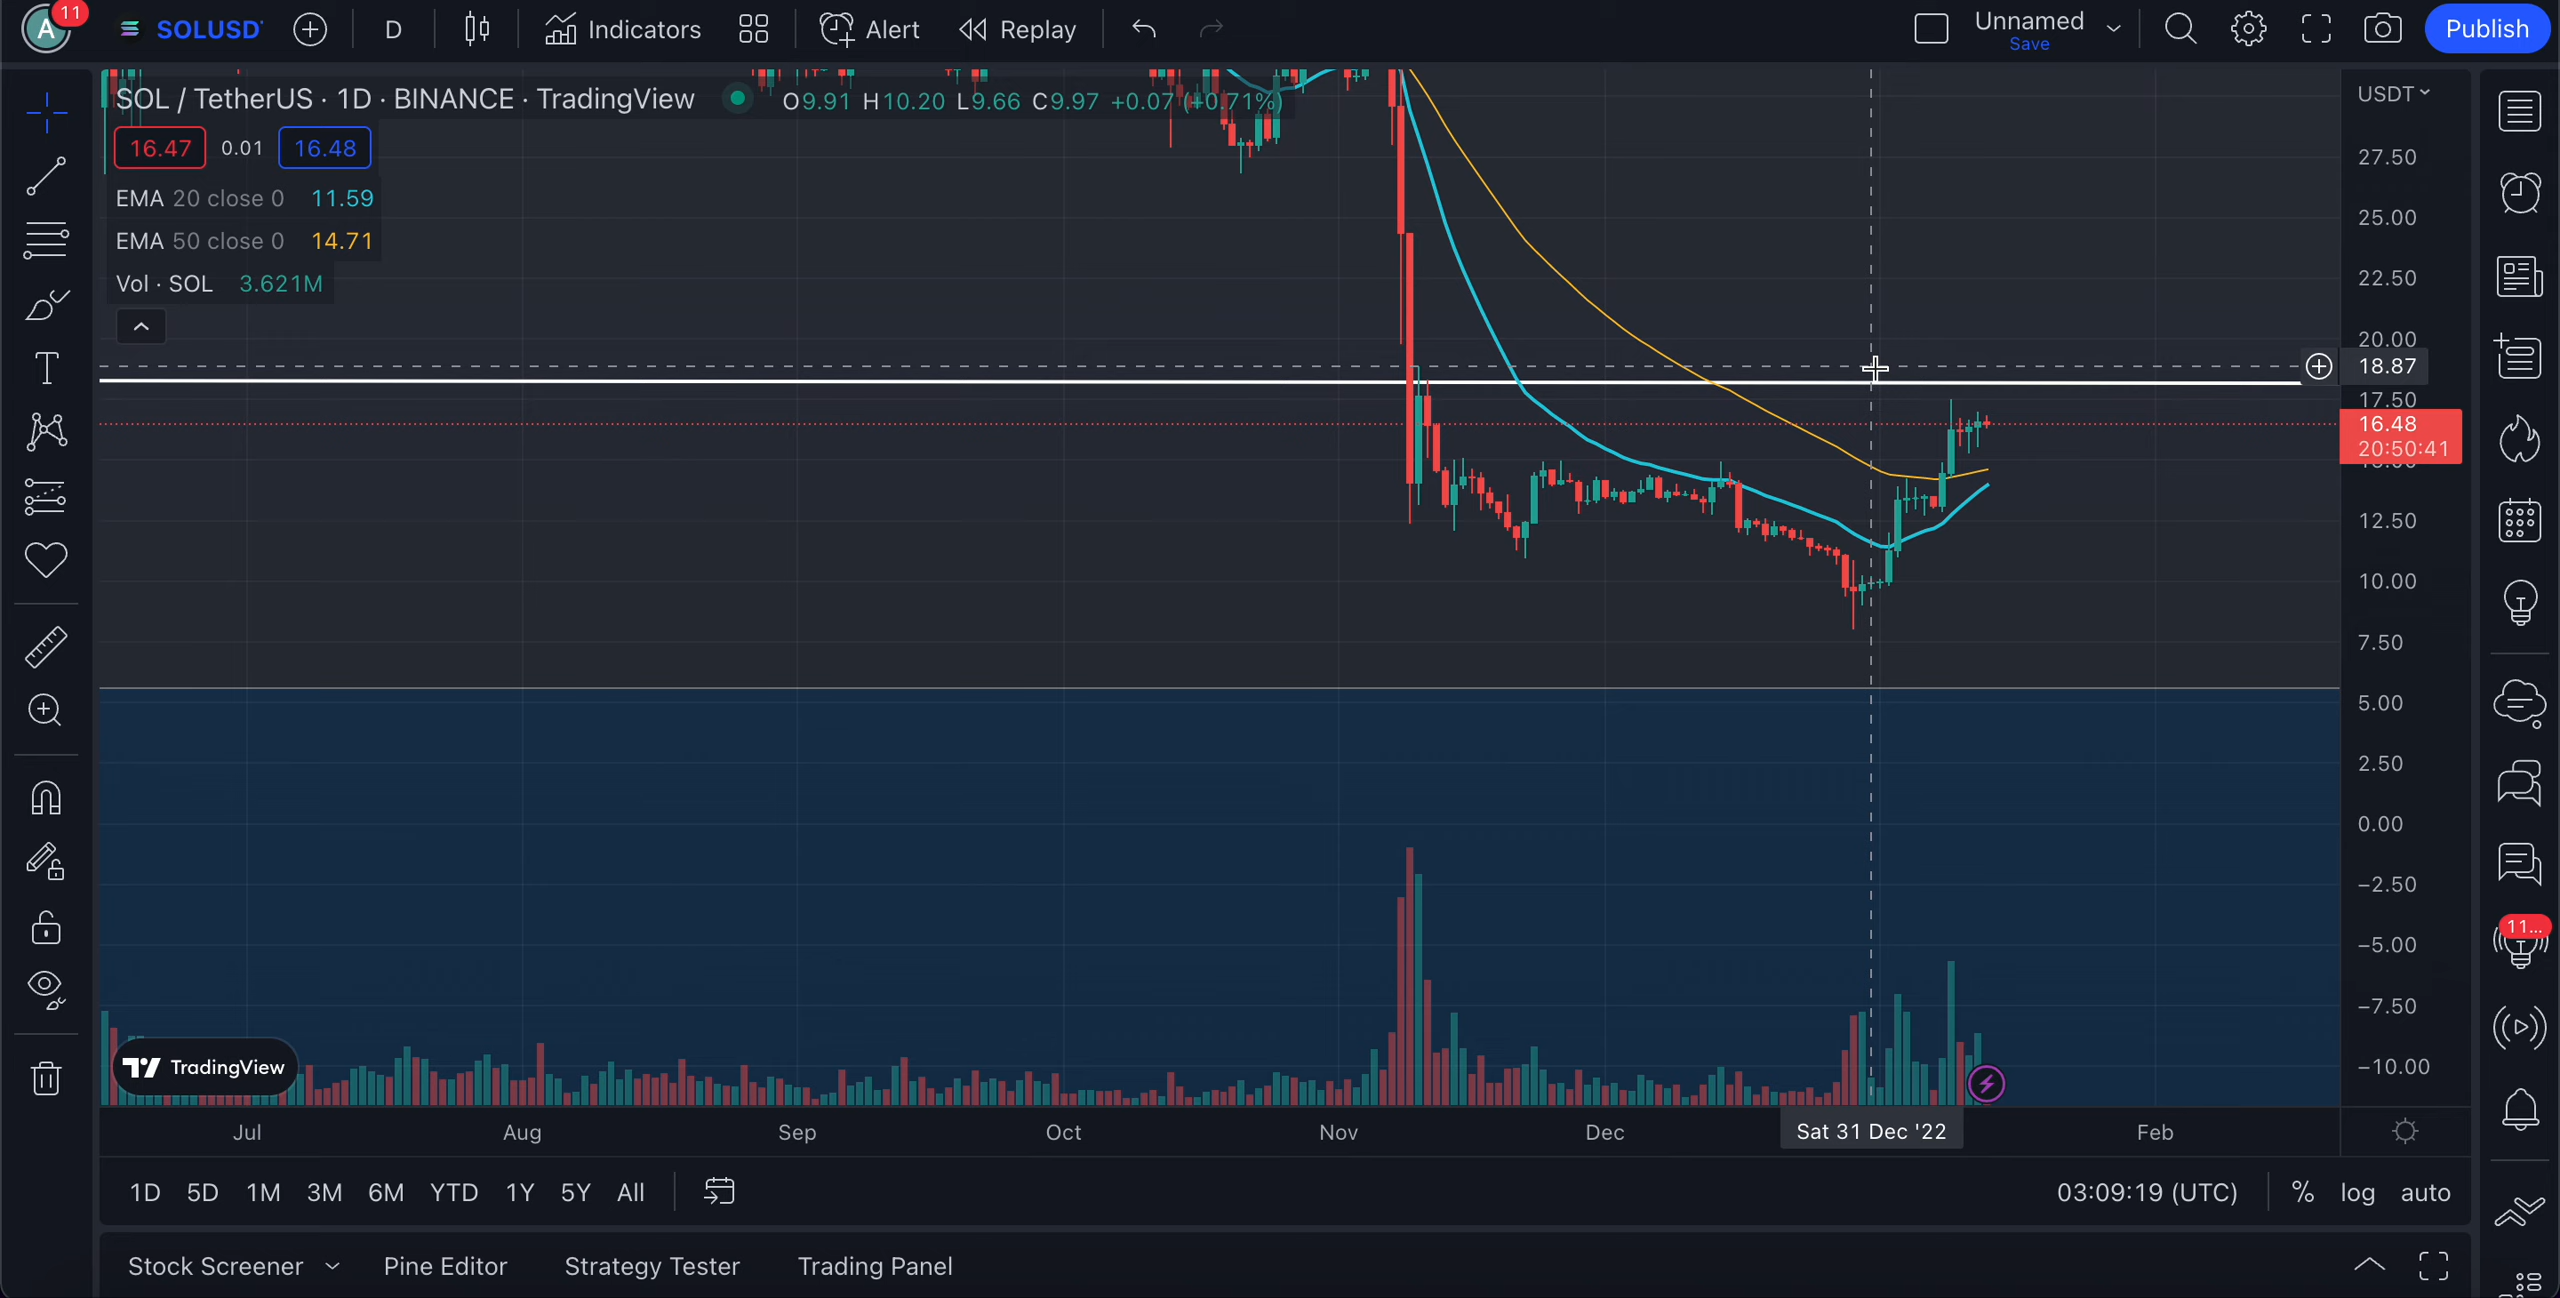 A 11 SOLUSD D Indicators Alert Replay Unnamed Save Publish
SOL / TetherUS · 1D · BINANCE · TradingView O9.91 H10.20 L9.66 C9.97 +0.07 (+0.71%)
USDT
16.47 0.01 16.48
EMA 20 close 0 11.59
EMA 50 close 0 14.71
Vol · SOL 3.621M
27.50
25.00
22.50
20.00
18.87
17.50
16.48
20:50:41
12.50
10.00
7.50
5.00
2.50
0.00
−2.50
−5.00
−7.50
−10.00
11...
TradingView
Jul Aug Sep Oct Nov Dec Sat 31 Dec '22 Feb
1D 5D 1M 3M 6M YTD 1Y 5Y All 03:09:19 (UTC) % log auto
Stock Screener Pine Editor Strategy Tester Trading Panel